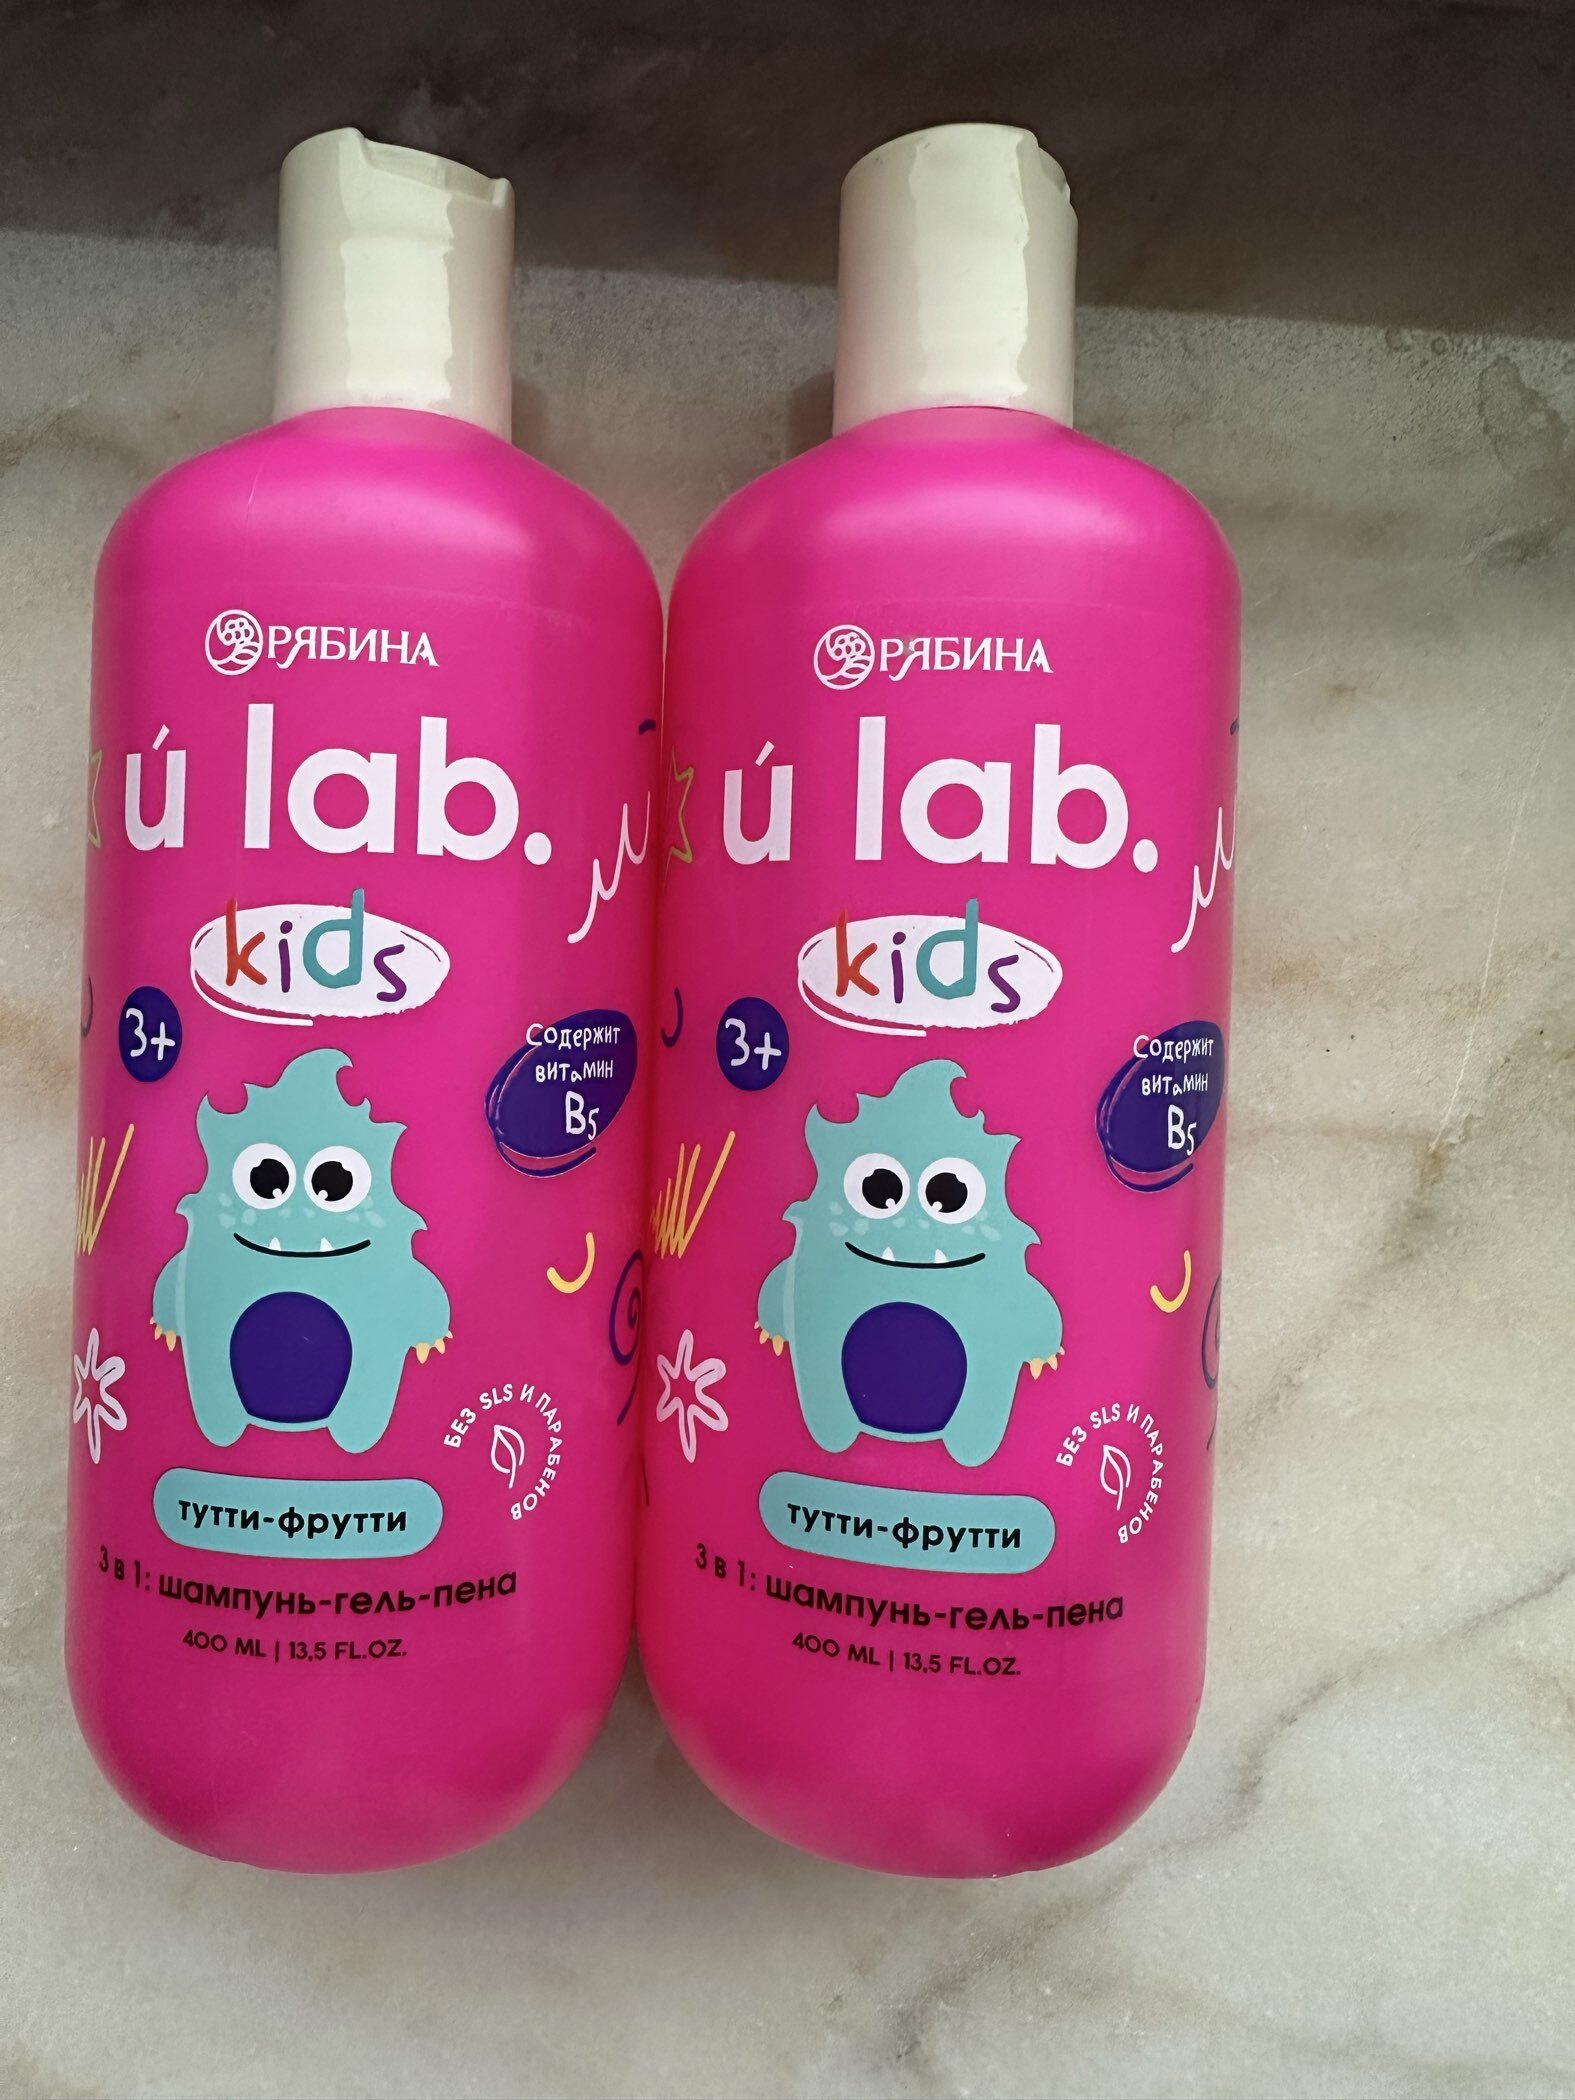 РЯБИНА
ú lab.
kids
3+
Содержит
витамин
B5
БЕЗ SLS И ПАРАБЕНОВ
тутти-фрутти
3 в 1: шампунь-гель-пена
400 ML | 13,5 FL.OZ.
РЯБИНА
ú lab.
kids
3+
Содержит
витамин
B5
БЕЗ SLS И ПАРАБЕНОВ
тутти-фрутти
3 в 1: шампунь-гель-пена
400 ML | 13,5 FL.OZ.